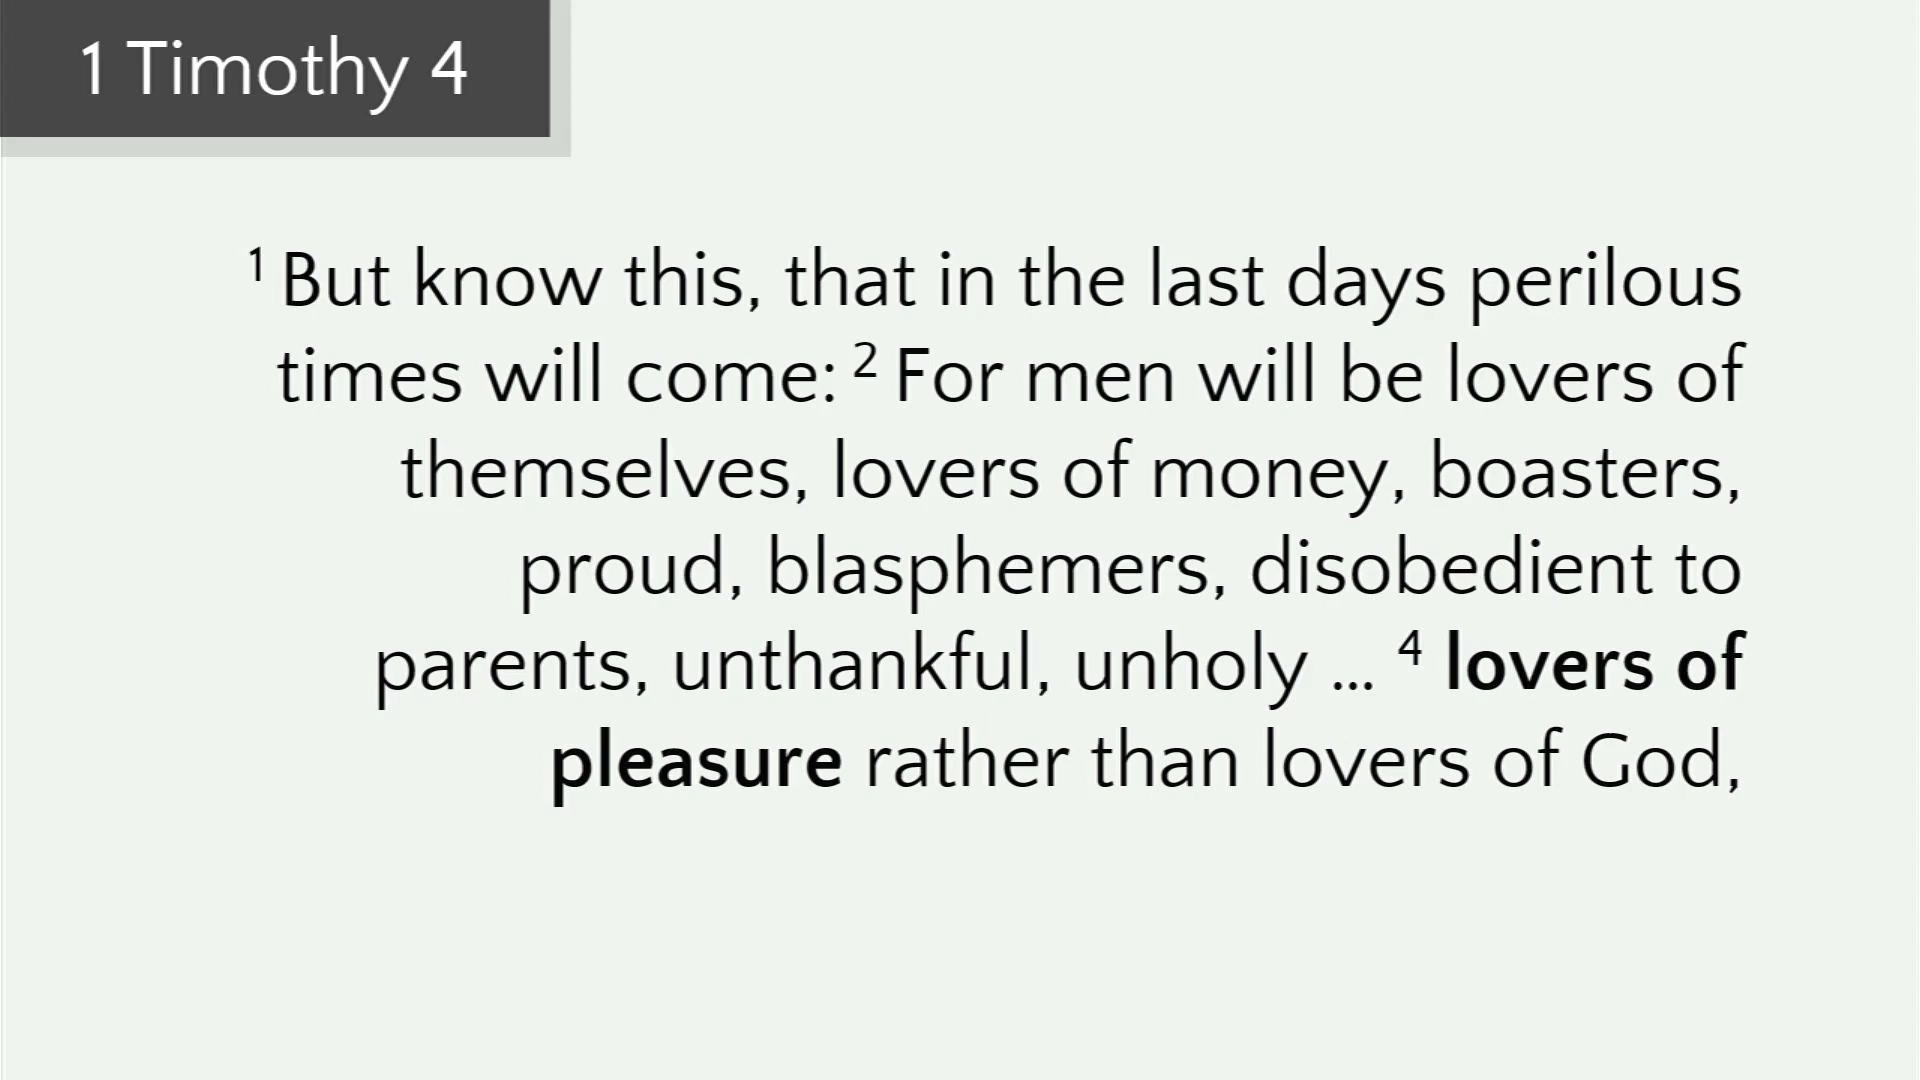 1 Timothy 4
1 But know this, that in the last days perilous
times will come: 2 For men will be lovers of
themselves, lovers of money, boasters,
proud, blasphemers, disobedient to
parents, unthankful, unholy ... 4 lovers of
pleasure rather than lovers of God,